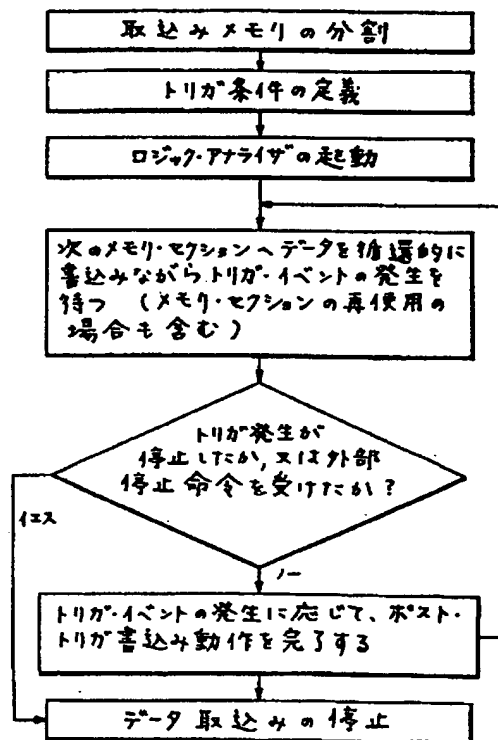 取込みメモリの分割
トリガ条件の定義
ロジック・アナライザの起動
次のメモリ・セクションへデータを循還的に
書込みながらトリガ・イベントの発生を
待つ （メモリ・セクションの再使用の
場合も含む）
トリガ発生が
停止したか,又は外部
停止命令を受けたか？
イエス
ノー
トリガ・イベントの発生に応じて、ポスト・
トリガ書込み動作を完了する
データ取込みの停止